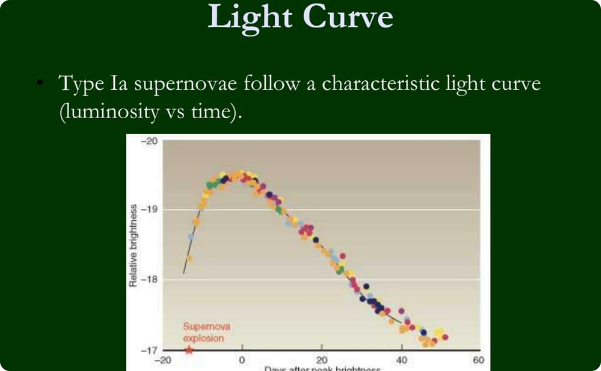 Light Curve
• Type Ia supernovae follow a characteristic light curve
(luminosity vs time).
–20
–19
Relative brightness
–18
Supernova
explosion
–17
–20 0 20 40 60
Days after peak brightness